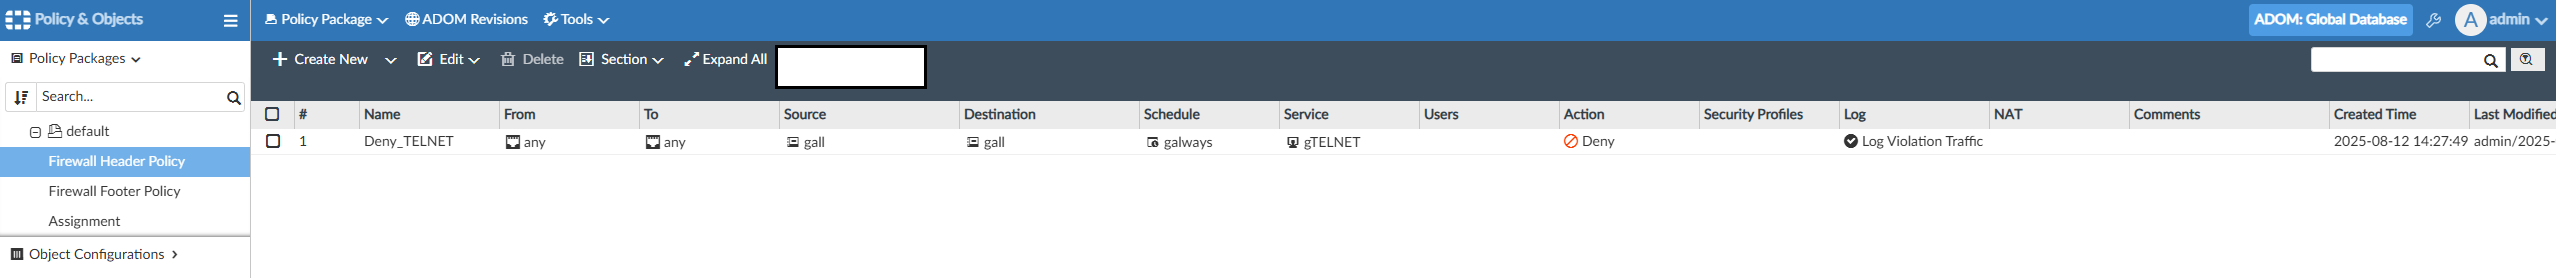 Policy & Objects
Policy Package ADOM Revisions Tools ADOM: Global Database A admin
Policy Packages
Create New Edit Delete Section Expand All
Search...
# Name From To Source Destination Schedule Service Users Action Security Profiles Log NAT Comments Created Time Last Modified
default
1 Deny_TELNET any any gall gall galways gTELNET Deny Log Violation Traffic 2025-08-12 14:27:49 admin/2025-
Firewall Header Policy
Firewall Footer Policy
Assignment
Object Configurations